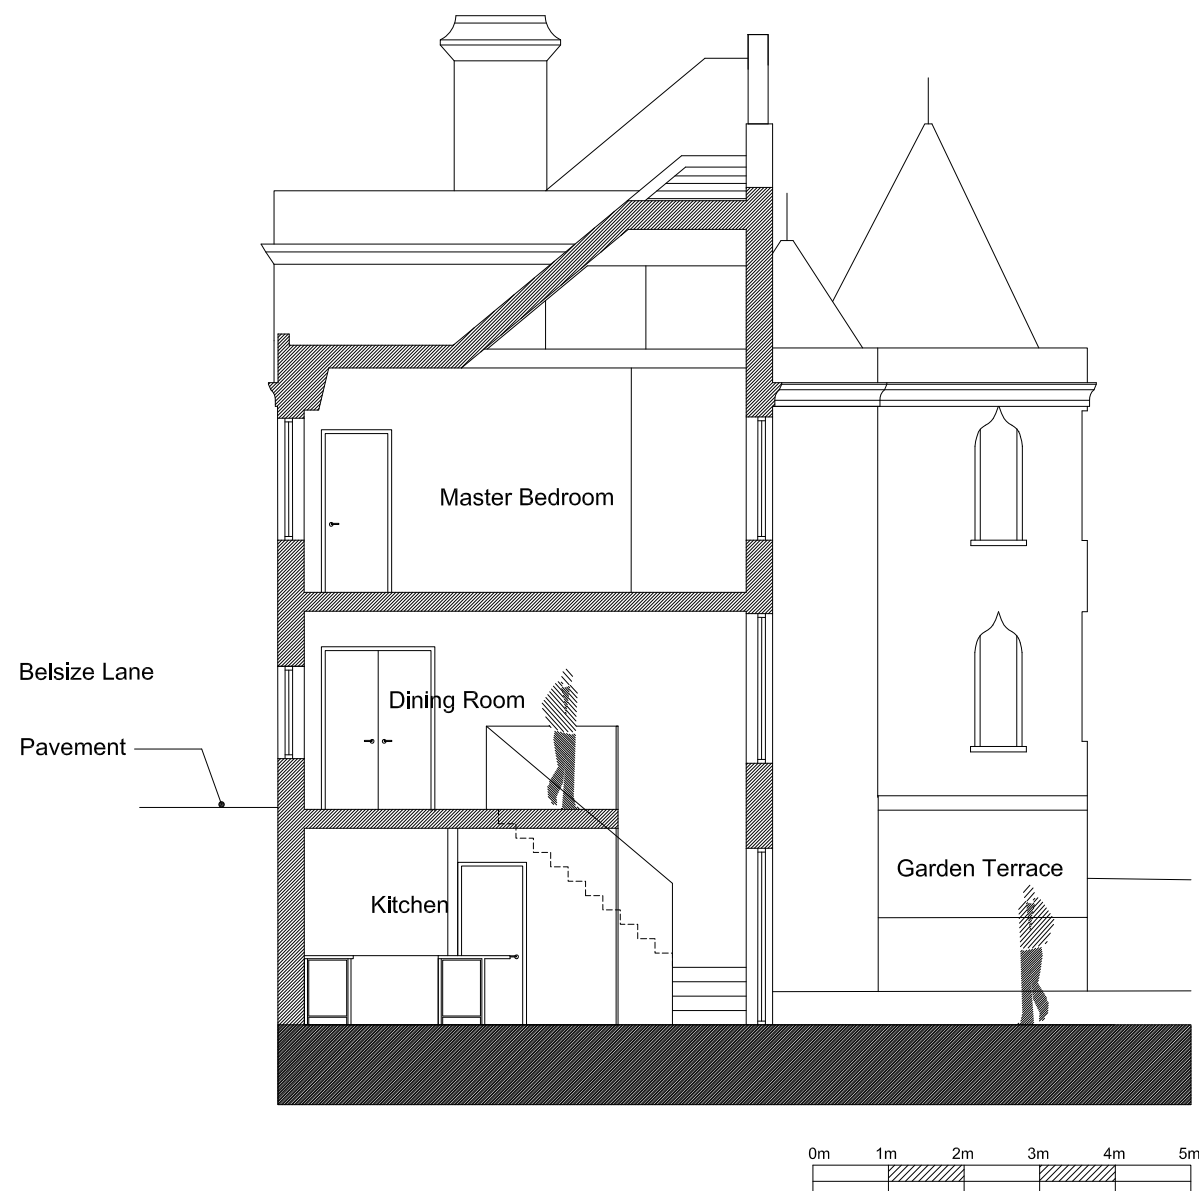 Master Bedroom
Belsize Lane
Dining Room
Pavement
Garden Terrace
Kitchen
0m 1m 2m 3m 4m 5m